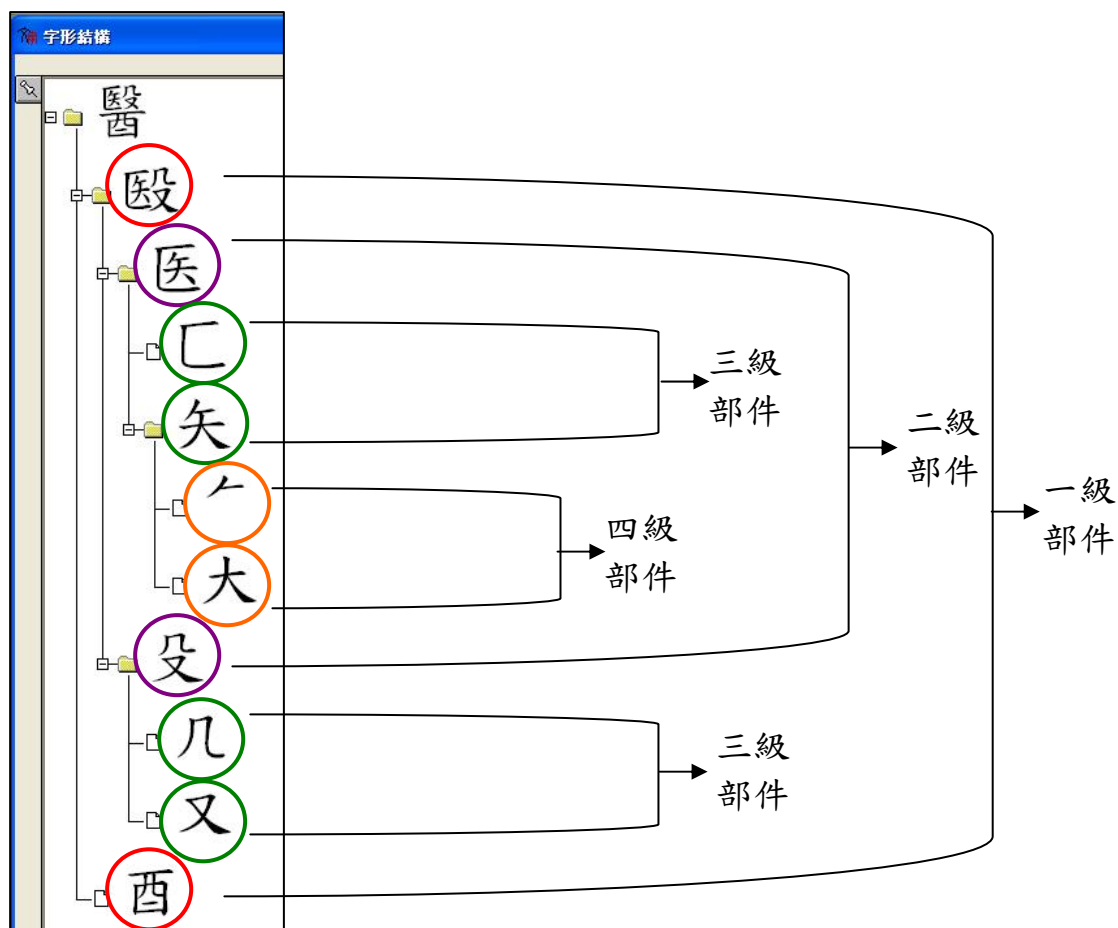 字形結構
醫
殹
医
匚
矢
𠂉
大
殳
几
又
酉
三級
部件
四級
部件
三級
部件
二級
部件
一級
部件